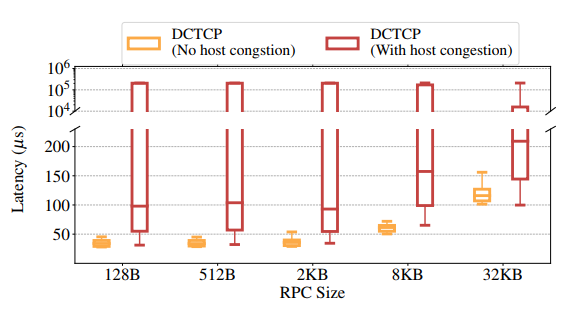 DCTCP
(No host congstion)
DCTCP
(With host congestion)
10^6
10^5
10^4
200
150
100
50
Latency (μs)
128B 512B 2KB 8KB 32KB
RPC Size